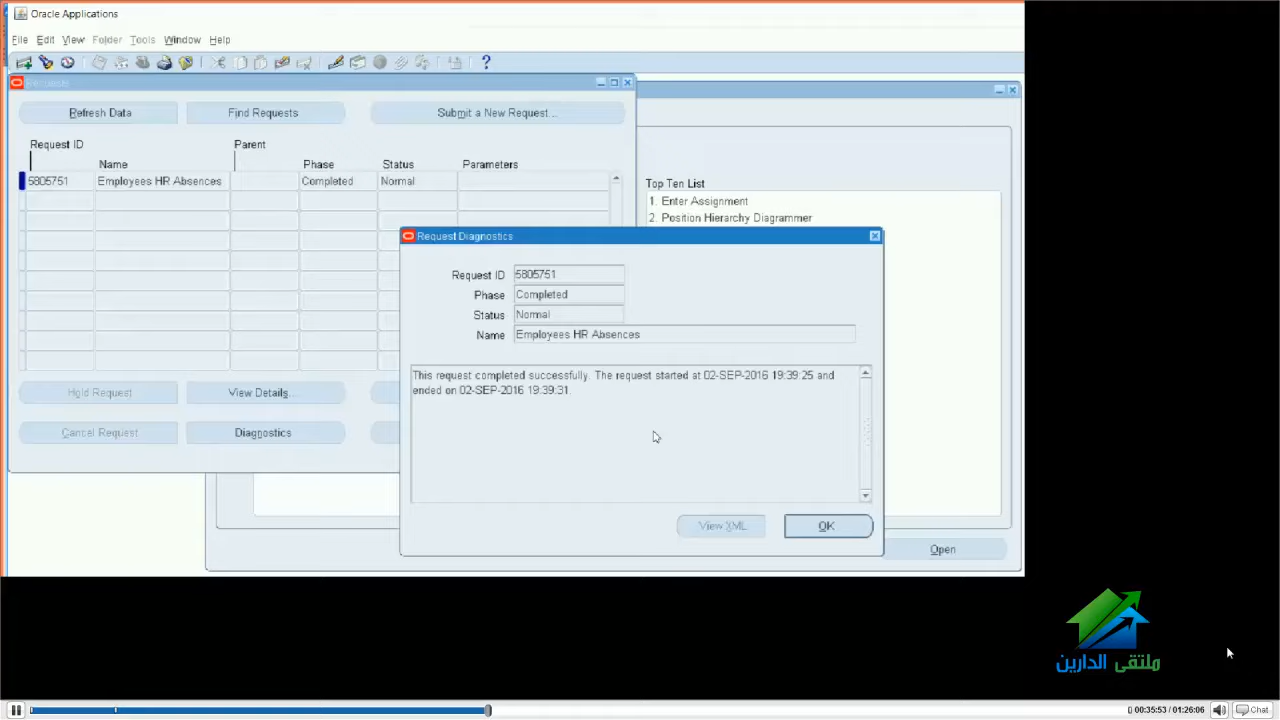 Oracle Applications
File Edit View Folder Tools Window Help
Requests
Refresh Data Find Requests Submit a New Request...
Request ID Parent
Name Phase Status Parameters
5805751 Employees HR Absences Completed Normal
Top Ten List
1. Enter Assignment
2. Position Hierarchy Diagrammer
Request Diagnostics
Request ID 5805751
Phase Completed
Status Normal
Name Employees HR Absences
This request completed successfully. The request started at 02-SEP-2016 19:39:25 and
ended on 02-SEP-2016 19:39:31.
Hold Request View Details...
Cancel Request Diagnostics
View XML OK
Open
ملتقى الدارين
00:35:53 / 01:26:06 Chat